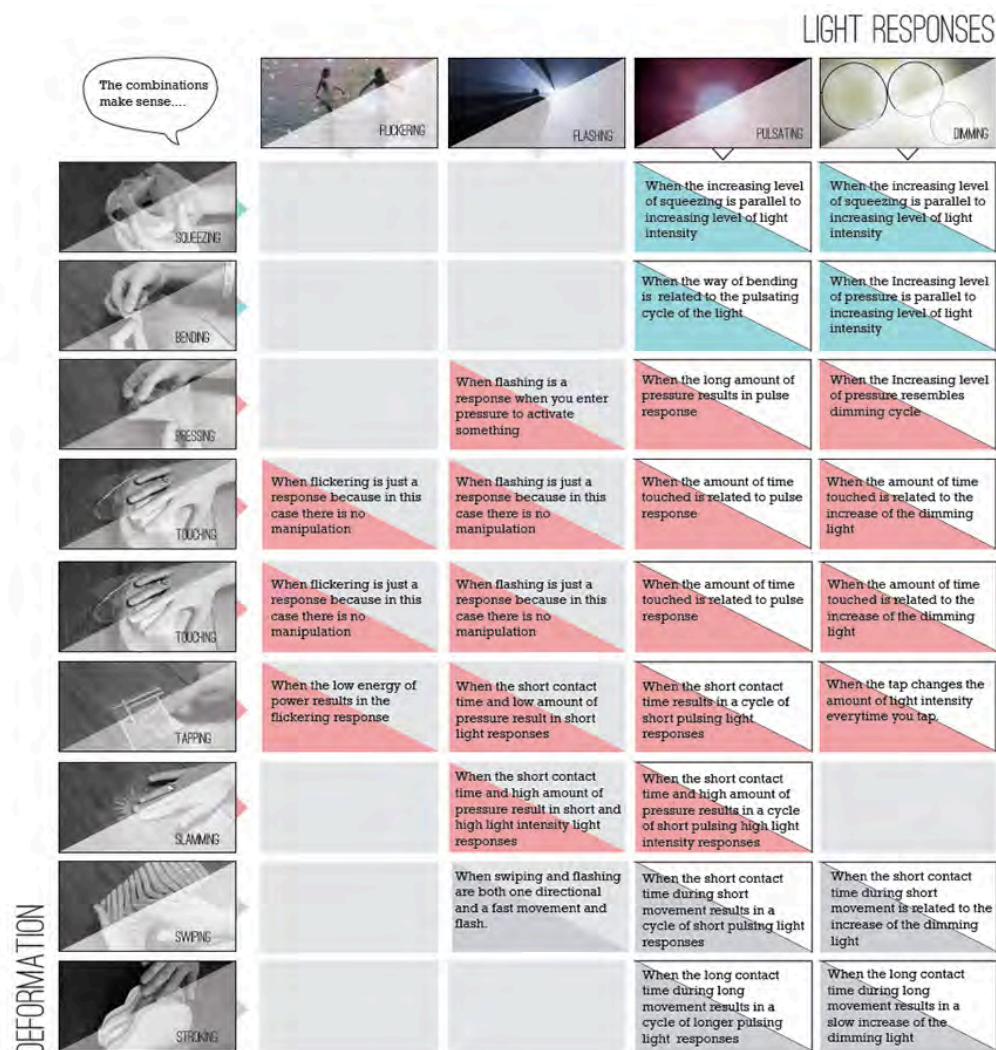 LIGHT RESPONSES
The combinations
make sense....
FLICKERING
FLASHING
PULSATING
DIMMING
SQUEEZING
When the increasing level
of squeezing is parallel to
increasing level of light
intensity
When the increasing level
of squeezing is parallel to
increasing level of light
intensity
BENDING
When the way of bending
is related to the pulsating
cycle of the light
When the Increasing level
of pressure is parallel to
increasing level of light
intensity
PRESSING
When flashing is a
response when you enter
pressure to activate
something
When the long amount of
pressure results in pulse
response
When the Increasing level
of pressure resembles
dimming cycle
TOUCHING
When flickering is just a
response because in this
case there is no
manipulation
When flashing is just a
response because in this
case there is no
manipulation
When the amount of time
touched is related to pulse
response
When the amount of time
touched is related to the
increase of the dimming
light
TOUCHING
When flickering is just a
response because in this
case there is no
manipulation
When flashing is just a
response because in this
case there is no
manipulation
When the amount of time
touched is related to pulse
response
When the amount of time
touched is related to the
increase of the dimming
light
TAPPING
When the low energy of
power results in the
flickering response
When the short contact
time and low amount of
pressure result in short
light responses
When the short contact
time results in a cycle of
short pulsing light
responses
When the tap changes the
amount of light intensity
everytime you tap.
SLAMMING
When the short contact
time and high amount of
pressure result in short and
high light intensity light
responses
When the short contact
time and high amount of
pressure results in a cycle
of short pulsing high light
intensity responses
SWIPING
When swiping and flashing
are both one directional
and a fast movement and
flash.
When the short contact
time during short
movement results in a
cycle of short pulsing light
responses
When the short contact
time during short
movement is related to the
increase of the dimming
light
STROKING
When the long contact
time during long
movement results in a
cycle of longer pulsing
light responses
When the long contact
time during long
movement results in a
slow increase of the
dimming light
DEFORMATION